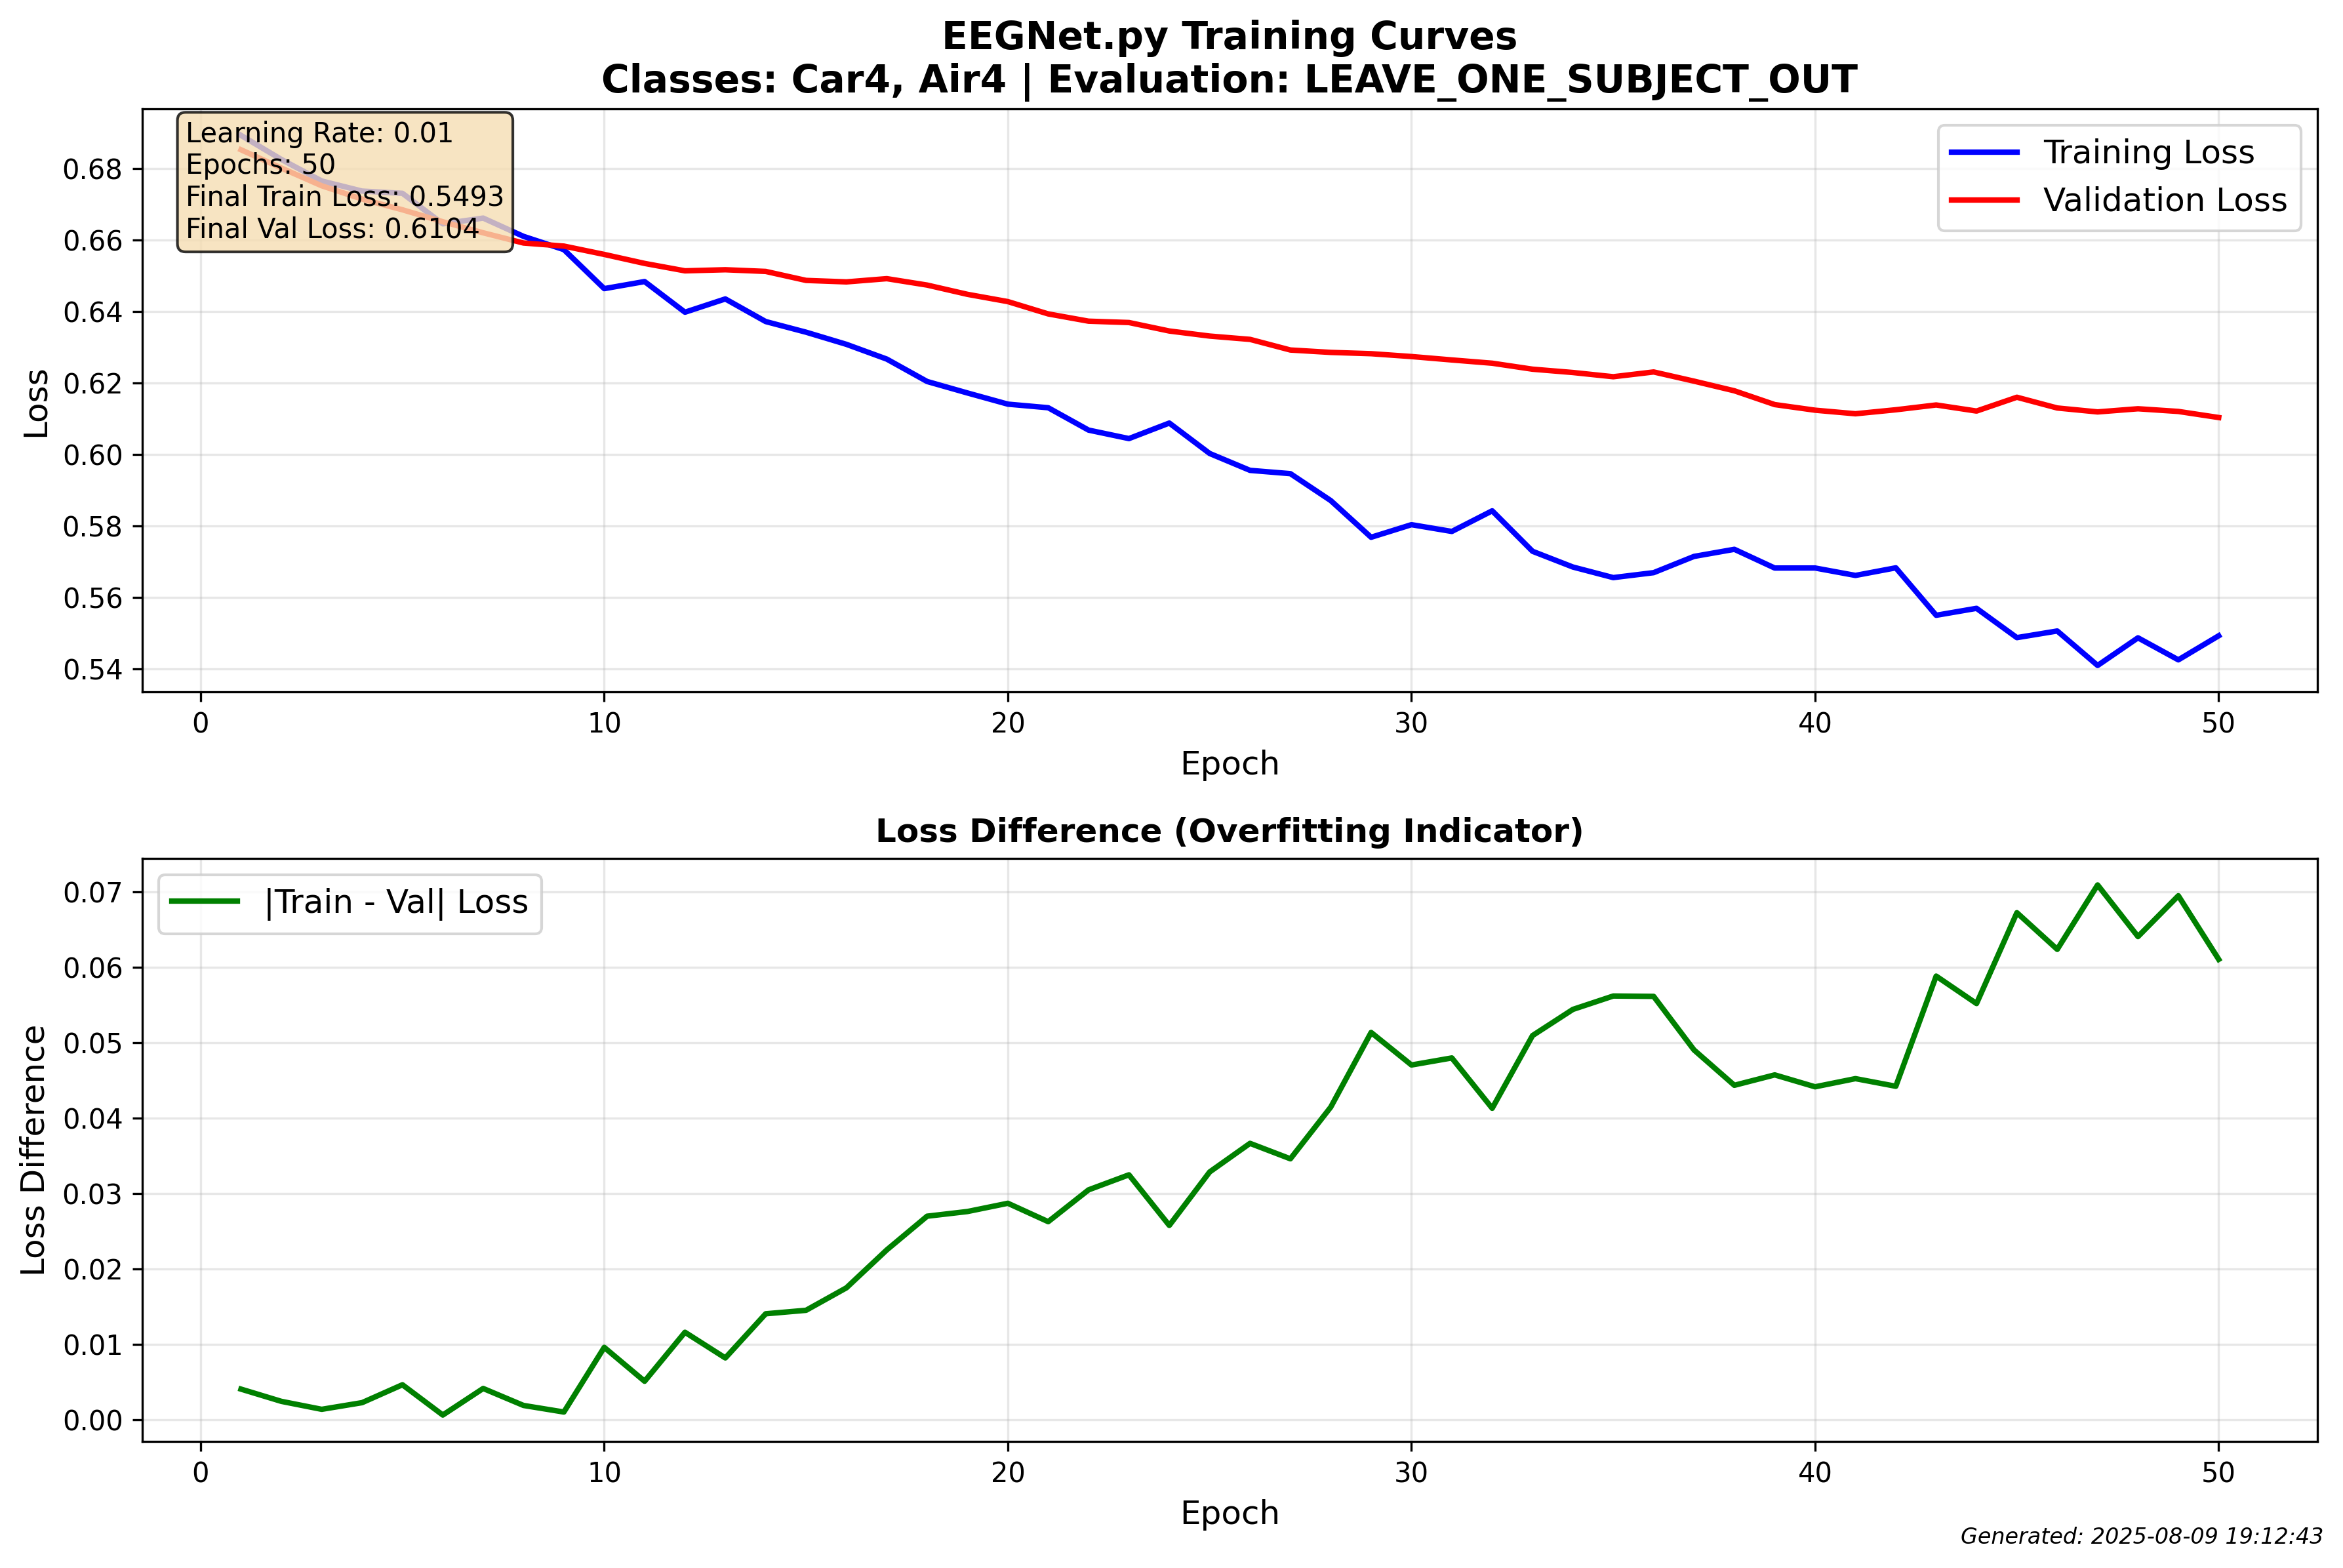 EEGNet.py Training Curves
Classes: Car4, Air4 | Evaluation: LEAVE_ONE_SUBJECT_OUT
Learning Rate: 0.01
Epochs: 50
Final Train Loss: 0.5493
Final Val Loss: 0.6104
Training Loss
Validation Loss
0.68
0.66
0.64
0.62
0.60
0.58
0.56
0.54
Loss
0 10 20 30 40 50
Epoch
Loss Difference (Overfitting Indicator)
|Train - Val| Loss
0.07
0.06
0.05
0.04
0.03
0.02
0.01
0.00
Loss Difference
0 10 20 30 40 50
Epoch
Generated: 2025-08-09 19:12:43